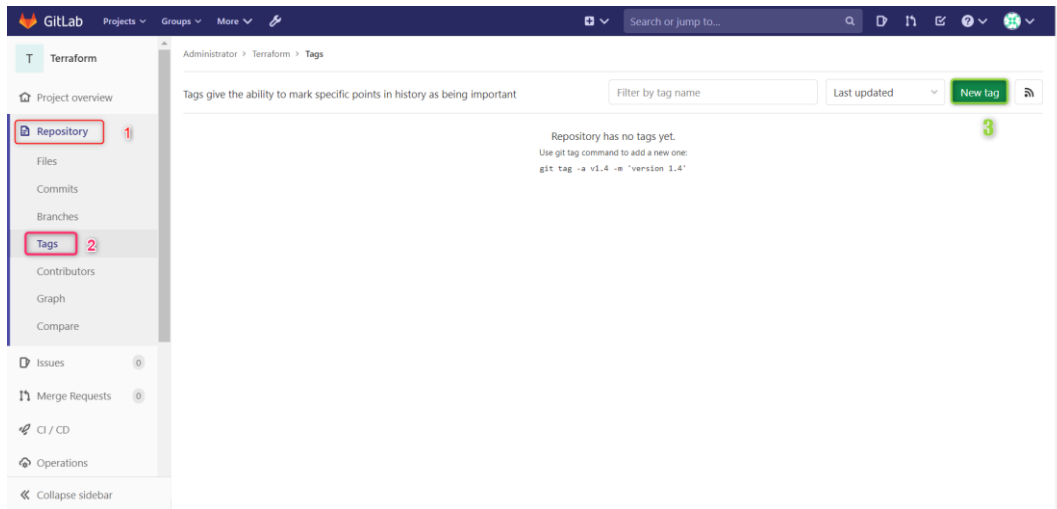 GitLab Projects Groups More Search or jump to...
T Terraform
Administrator > Terraform > Tags
Project overview
Tags give the ability to mark specific points in history as being important Filter by tag name Last updated New tag
Repository 1
3
Repository has no tags yet.
Use git tag command to add a new one:
git tag -a v1.4 -m 'version 1.4'
Files
Commits
Branches
Tags 2
Contributors
Graph
Compare
Issues 0
Merge Requests 0
CI / CD
Operations
Collapse sidebar